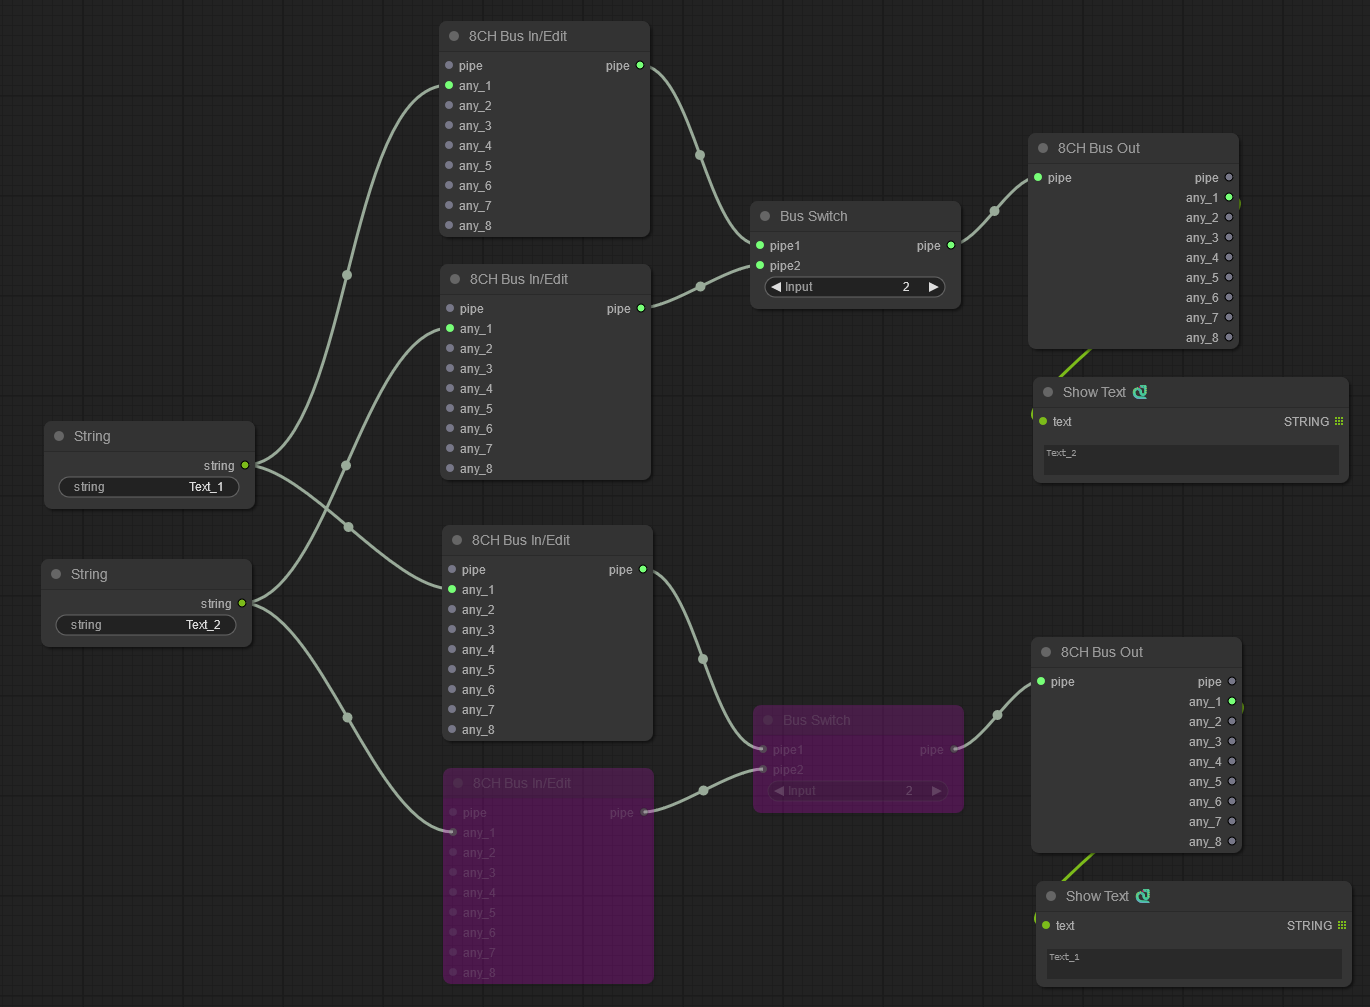 8CH Bus In/Edit
pipe pipe
any_1
any_2
any_3
any_4
any_5
any_6
any_7
any_8
8CH Bus In/Edit
pipe pipe
any_1
any_2
any_3
any_4
any_5
any_6
any_7
any_8
Bus Switch
pipe1 pipe
pipe2
Input 2
8CH Bus Out
pipe pipe
any_1
any_2
any_3
any_4
any_5
any_6
any_7
any_8
Show Text
text STRING
Text_2
String
string
string Text_1
String
string
string Text_2
8CH Bus In/Edit
pipe pipe
any_1
any_2
any_3
any_4
any_5
any_6
any_7
any_8
8CH Bus In/Edit
pipe pipe
any_1
any_2
any_3
any_4
any_5
any_6
any_7
any_8
Bus Switch
pipe1 pipe
pipe2
Input 2
8CH Bus Out
pipe pipe
any_1
any_2
any_3
any_4
any_5
any_6
any_7
any_8
Show Text
text STRING
Text_1